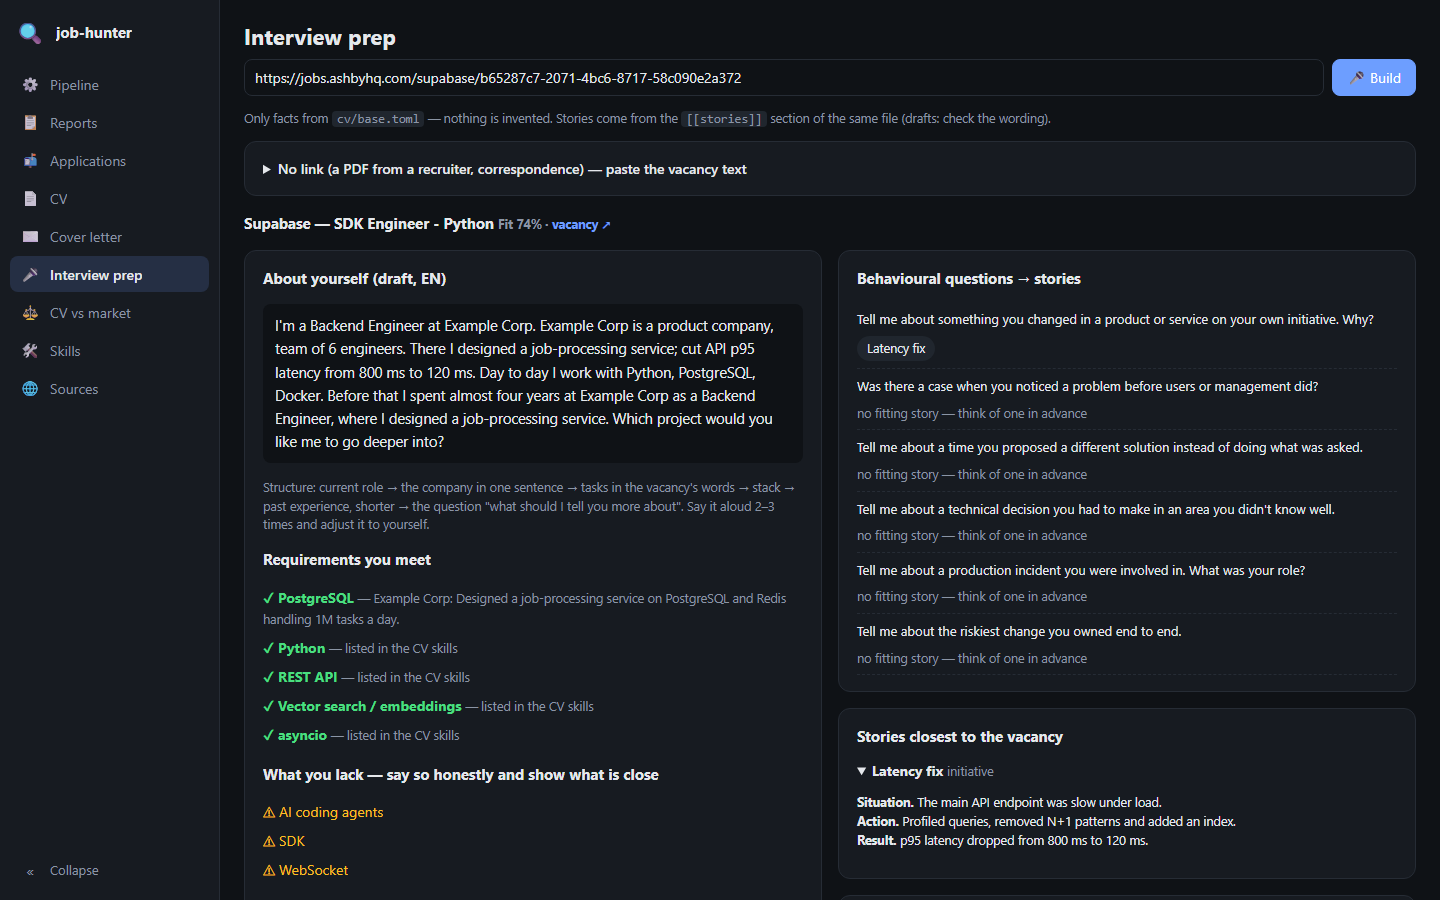 job-hunter
Pipeline
Reports
Applications
CV
Cover letter
Interview prep
CV vs market
Skills
Sources
« Collapse
Interview prep
https://jobs.ashbyhq.com/supabase/b65287c7-2071-4bc6-8717-58c090e2a372
Build
Only facts from cv/base.toml — nothing is invented. Stories come from the [[stories]] section of the same file (drafts: check the wording).
▶ No link (a PDF from a recruiter, correspondence) — paste the vacancy text
Supabase — SDK Engineer - Python Fit 74% · vacancy ↗
About yourself (draft, EN)
I'm a Backend Engineer at Example Corp. Example Corp is a product company,
team of 6 engineers. There I designed a job-processing service; cut API p95
latency from 800 ms to 120 ms. Day to day I work with Python, PostgreSQL,
Docker. Before that I spent almost four years at Example Corp as a Backend
Engineer, where I designed a job-processing service. Which project would you
like me to go deeper into?
Structure: current role → the company in one sentence → tasks in the vacancy's words → stack →
past experience, shorter → the question "what should I tell you more about". Say it aloud 2–3
times and adjust it to yourself.
Requirements you meet
✓ PostgreSQL — Example Corp: Designed a job-processing service on PostgreSQL and Redis
handling 1M tasks a day.
✓ Python — listed in the CV skills
✓ REST API — listed in the CV skills
✓ Vector search / embeddings — listed in the CV skills
✓ asyncio — listed in the CV skills
What you lack — say so honestly and show what is close
⚠ AI coding agents
⚠ SDK
⚠ WebSocket
Behavioural questions → stories
Tell me about something you changed in a product or service on your own initiative. Why?
Latency fix
Was there a case when you noticed a problem before users or management did?
no fitting story — think of one in advance
Tell me about a time you proposed a different solution instead of doing what was asked.
no fitting story — think of one in advance
Tell me about a technical decision you had to make in an area you didn't know well.
no fitting story — think of one in advance
Tell me about a production incident you were involved in. What was your role?
no fitting story — think of one in advance
Tell me about the riskiest change you owned end to end.
no fitting story — think of one in advance
Stories closest to the vacancy
▼ Latency fix initiative
Situation. The main API endpoint was slow under load.
Action. Profiled queries, removed N+1 patterns and added an index.
Result. p95 latency dropped from 800 ms to 120 ms.